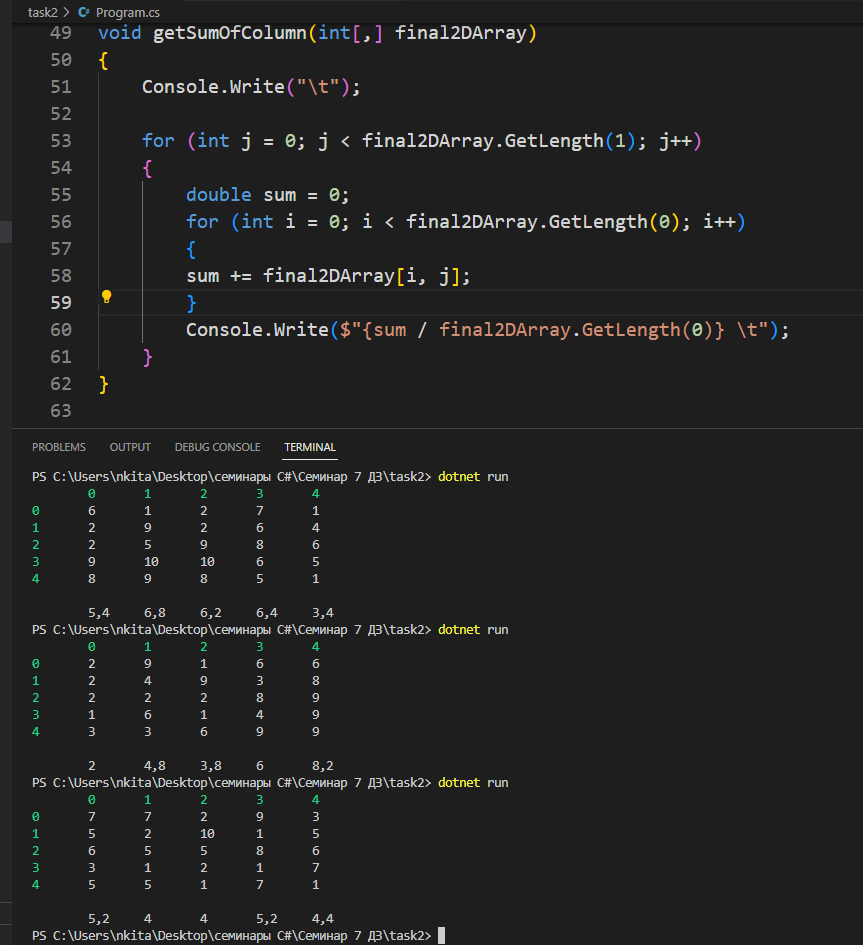 task2 > C# Program.cs
49 void getSumOfColumn(int[,] final2DArray)
50 {
51 Console.Write("\t");
52
53 for (int j = 0; j < final2DArray.GetLength(1); j++)
54 {
55 double sum = 0;
56 for (int i = 0; i < final2DArray.GetLength(0); i++)
57 {
58 sum += final2DArray[i, j];
59 }
60 Console.Write($"{sum / final2DArray.GetLength(0)} \t");
61 }
62 }
63
PROBLEMS OUTPUT DEBUG CONSOLE TERMINAL
PS C:\Users\nkita\Desktop\семинары C#\Семинар 7 ДЗ\task2> dotnet run
0 1 2 3 4
0 6 1 2 7 1
1 2 9 2 6 4
2 2 5 9 8 6
3 9 10 10 6 5
4 8 9 8 5 1
5,4 6,8 6,2 6,4 3,4
PS C:\Users\nkita\Desktop\семинары C#\Семинар 7 ДЗ\task2> dotnet run
0 1 2 3 4
0 2 9 1 6 6
1 2 4 9 3 8
2 2 2 2 8 9
3 1 6 1 4 9
4 3 3 6 9 9
2 4,8 3,8 6 8,2
PS C:\Users\nkita\Desktop\семинары C#\Семинар 7 ДЗ\task2> dotnet run
0 1 2 3 4
0 7 7 2 9 3
1 5 2 10 1 5
2 6 5 5 8 6
3 3 1 2 1 7
4 5 5 1 7 1
5,2 4 4 5,2 4,4
PS C:\Users\nkita\Desktop\семинары C#\Семинар 7 ДЗ\task2>